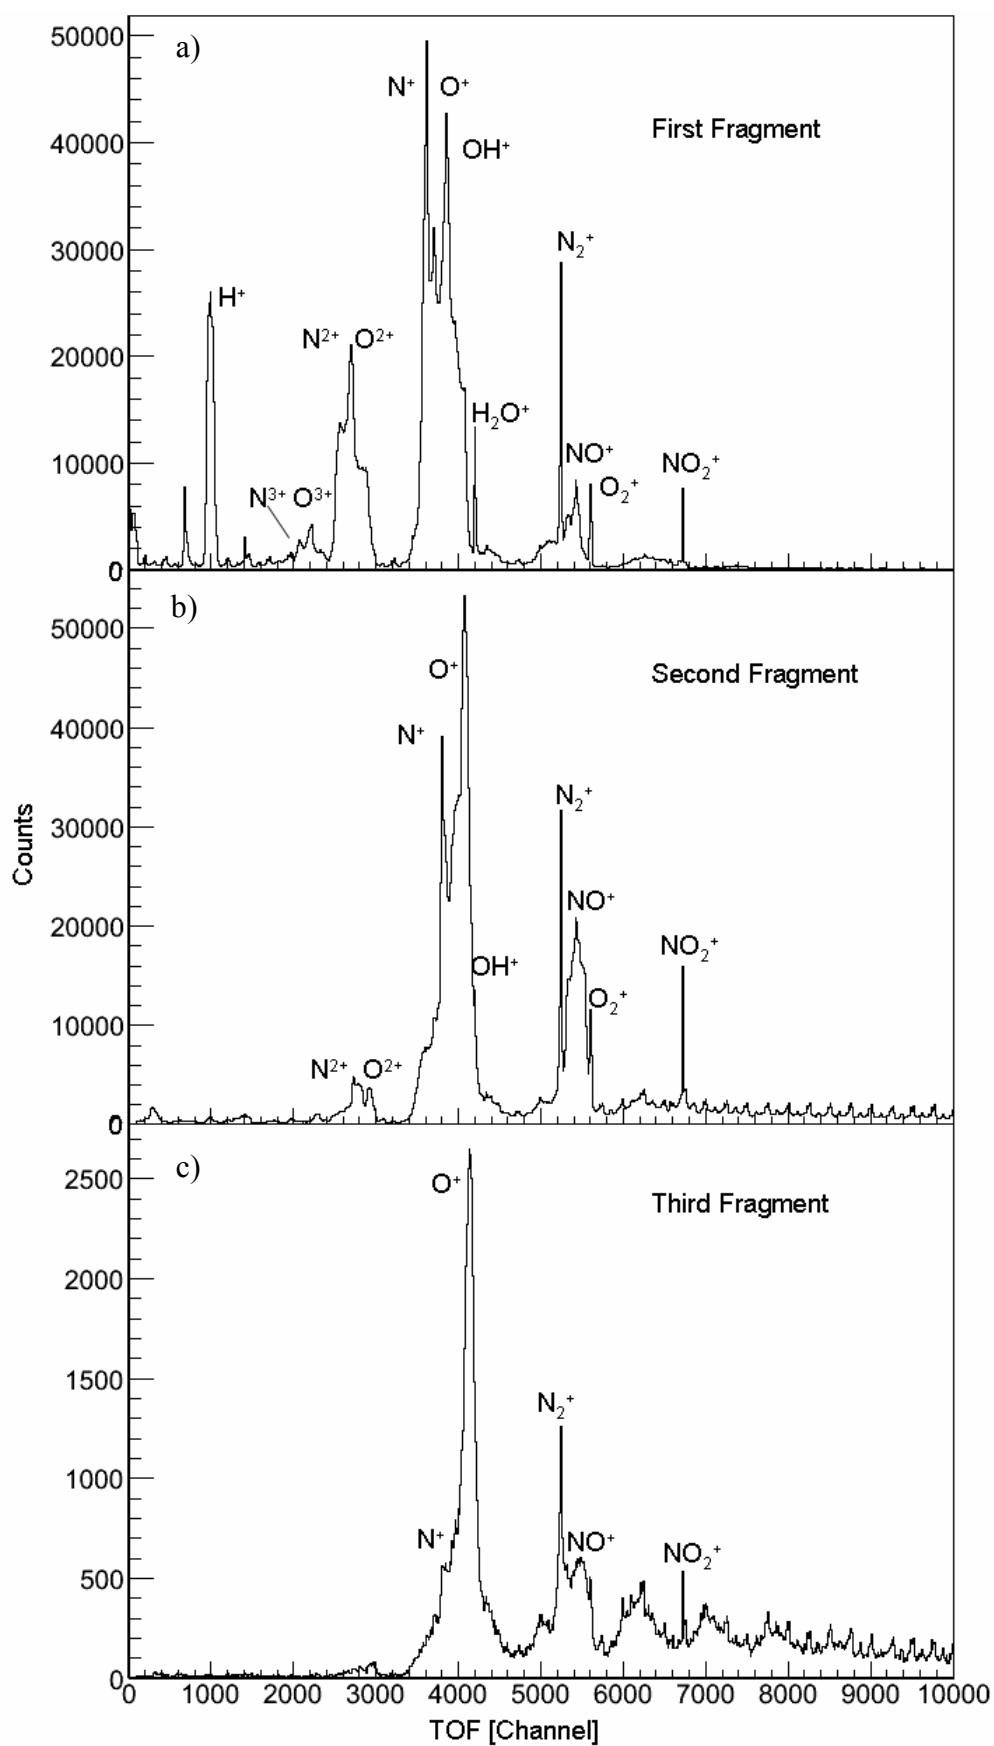 a)
50000
40000
30000
20000
10000
0
First Fragment
N⁺
O⁺
OH⁺
N₂⁺
H⁺
N²⁺ O²⁺
H₂O⁺
NO⁺
NO₂⁺
O₂⁺
N³⁺ O³⁺
b)
50000
40000
30000
20000
10000
0
Second Fragment
O⁺
N⁺
N₂⁺
NO⁺
NO₂⁺
OH⁺
O₂⁺
N²⁺ O²⁺
Counts
c)
2500
2000
1500
1000
500
0
Third Fragment
O⁺
N₂⁺
N⁺
NO⁺
NO₂⁺
0 1000 2000 3000 4000 5000 6000 7000 8000 9000 10000
TOF [Channel]